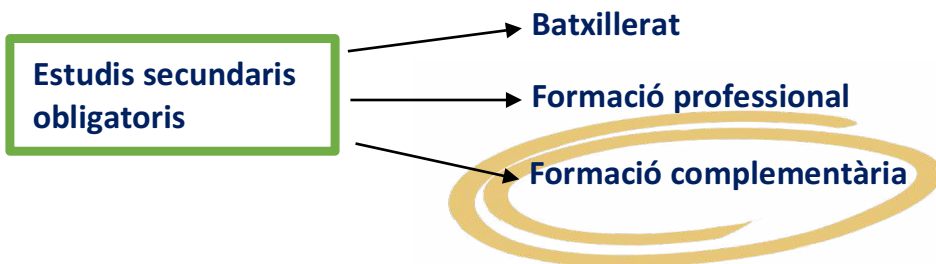 Estudis secundaris
obligatoris
Batxillerat
Formació professional
Formació complementària